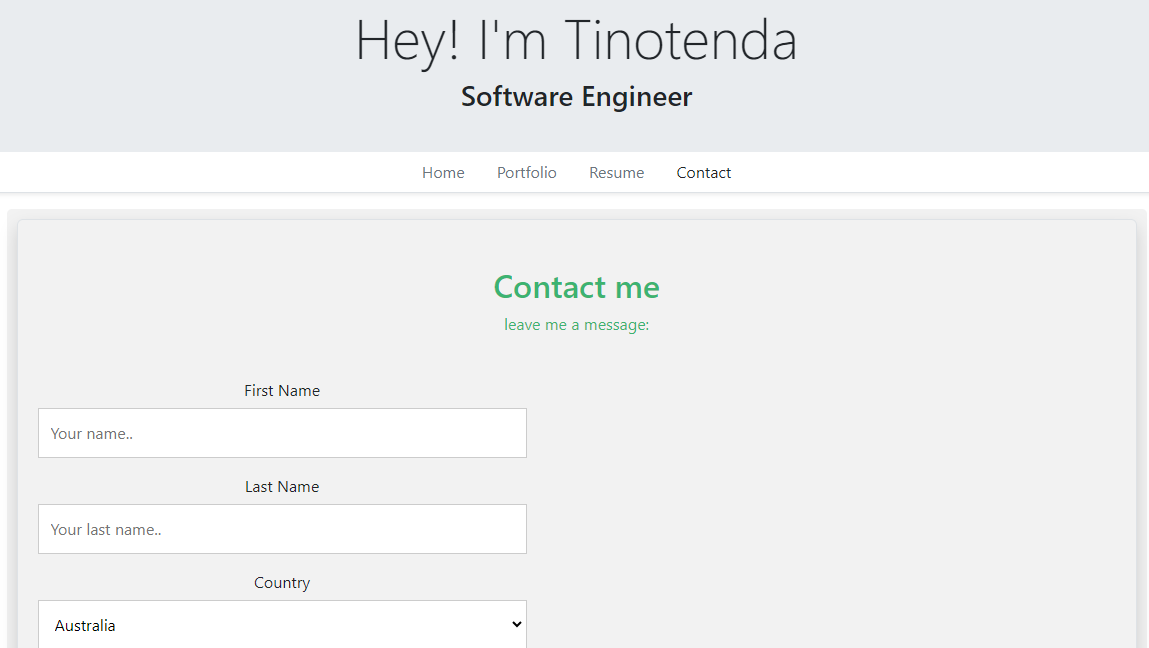 Hey! I'm Tinotenda
Software Engineer
Home Portfolio Resume Contact
Contact me
leave me a message:
First Name
Your name..
Last Name
Your last name..
Country
Australia